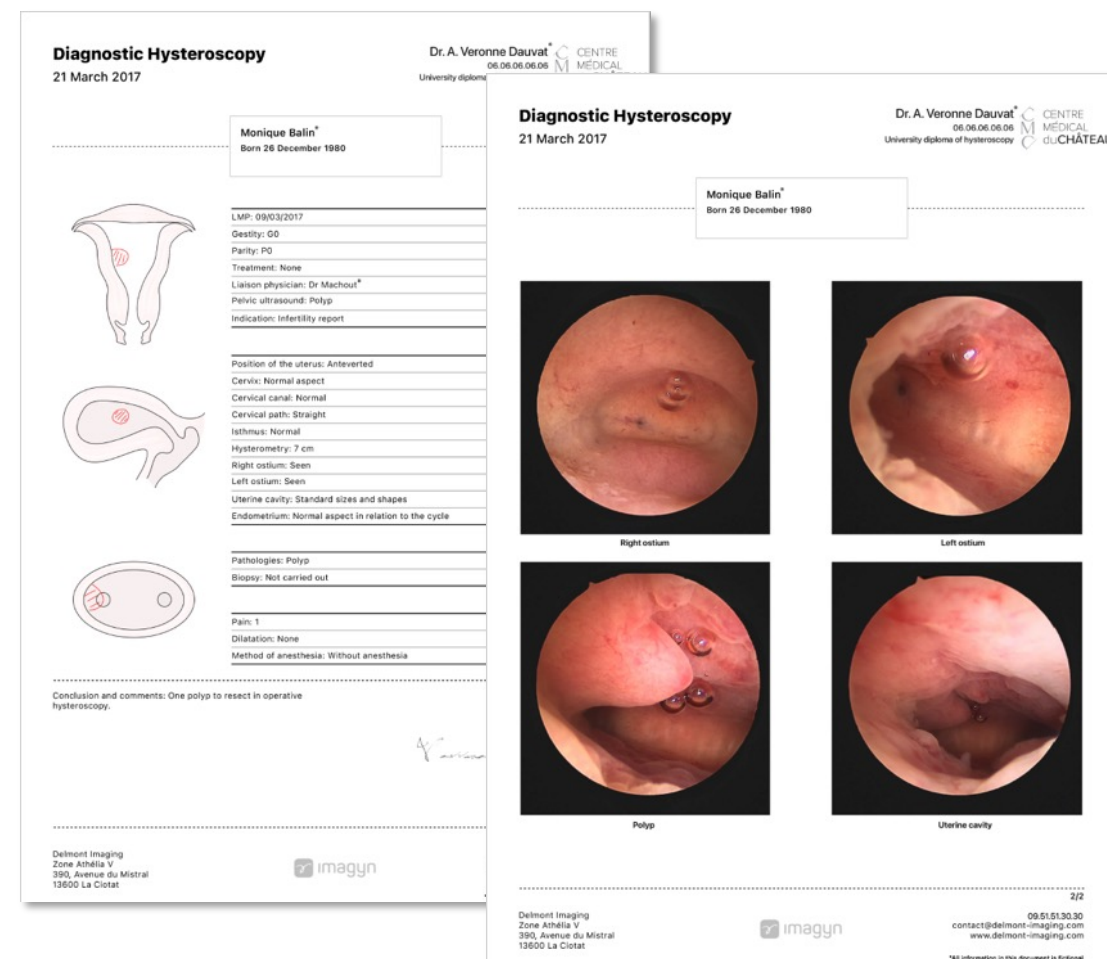 Diagnostic Hysteroscopy
21 March 2017
Dr. A. Veronne Dauvat*
06.06.06.06.06
University diploma
CENTRE
MÉDICAL
Monique Balin*
Born 26 December 1980
LMP: 09/03/2017
Gestity: G0
Parity: P0
Treatment: None
Liaison physician: Dr Machout*
Pelvic ultrasound: Polyp
Indication: Infertility report
Position of the uterus: Anteverted
Cervix: Normal aspect
Cervical canal: Normal
Cervical path: Straight
Isthmus: Normal
Hysterometry: 7 cm
Right ostium: Seen
Left ostium: Seen
Uterine cavity: Standard sizes and shapes
Endometrium: Normal aspect in relation to the cycle
Pathologies: Polyp
Biopsy: Not carried out
Pain: 1
Dilatation: None
Method of anesthesia: Without anesthesia
Conclusion and comments: One polyp to resect in operative
hysteroscopy.
Delmont Imaging
Zone Athélia V
390, Avenue du Mistral
13600 La Ciotat
imagyn
Diagnostic Hysteroscopy
21 March 2017
Dr. A. Veronne Dauvat*
06.06.06.06.06
University diploma of hysteroscopy
CMC
CENTRE
MÉDICAL
duCHÂTEAU
Monique Balin*
Born 26 December 1980
Right ostium
Left ostium
Polyp
Uterine cavity
2/2
Delmont Imaging
Zone Athélia V
390, Avenue du Mistral
13600 La Ciotat
imagyn
09.51.51.30.30
contact@delmont-imaging.com
www.delmont-imaging.com
*All information in this document is fictional